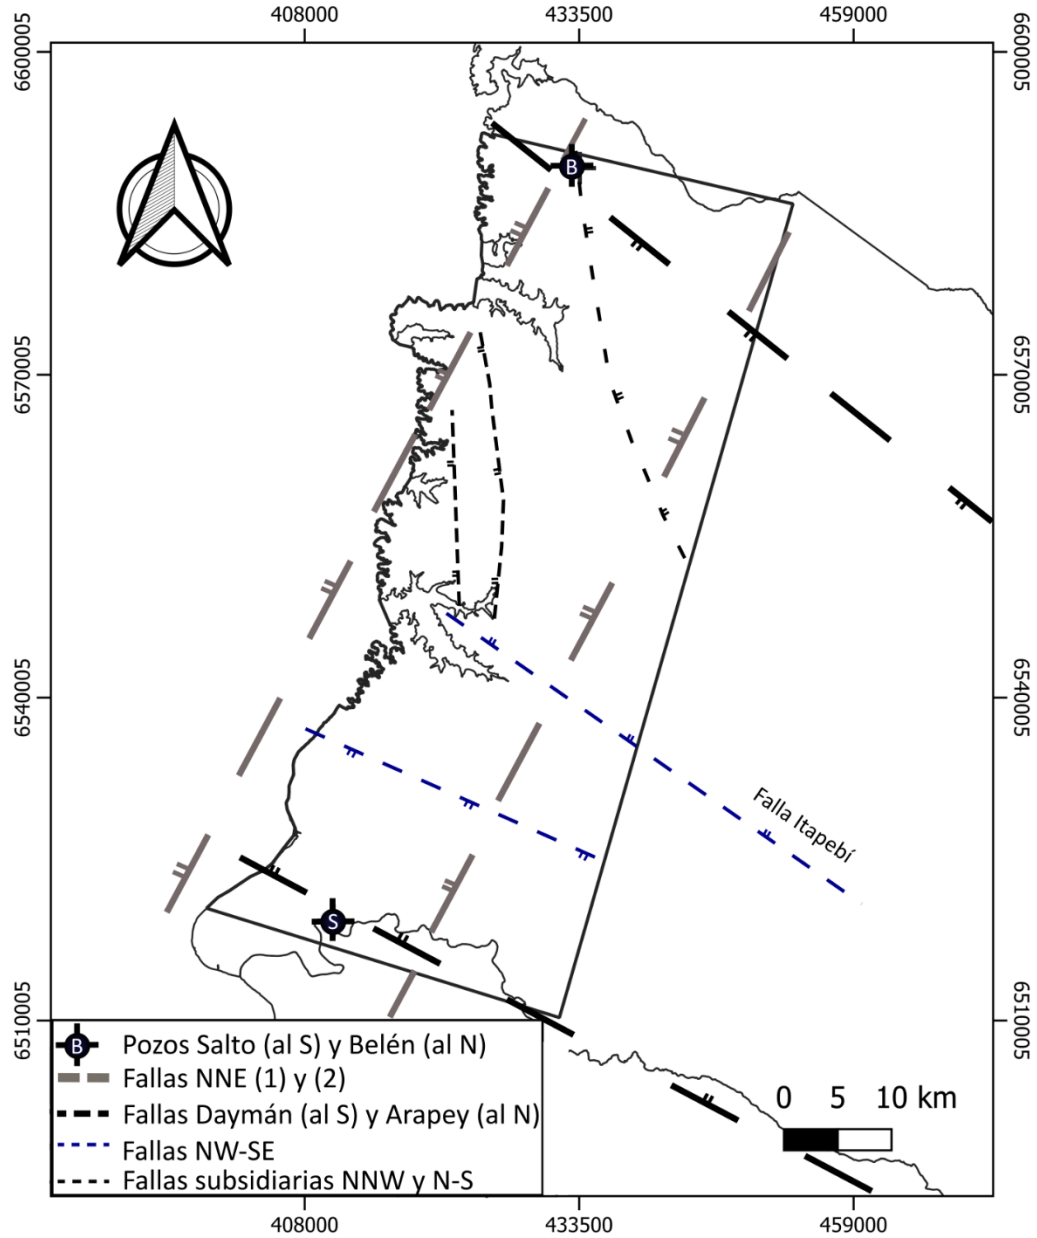 408000
433500
459000
6600005
6600005
B
6570005
6570005
6540005
6540005
Falla Itapebí
S
6510005
6510005
B
Pozos Salto (al S) y Belén (al N)
Fallas NNE (1) y (2)
Fallas Daymán (al S) y Arapey (al N)
Fallas NW-SE
Fallas subsidiarias NNW y N-S
0 5 10 km
408000
433500
459000